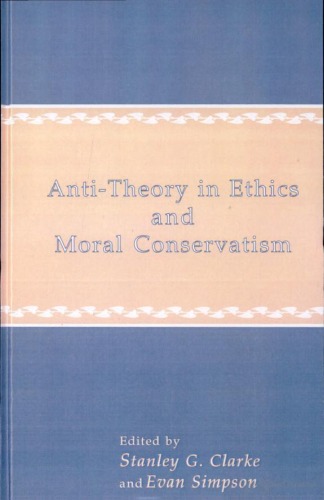 Anti-Theory in Ethics
and
Moral Conservatism
Edited by
Stanley G. Clarke
and Evan Simpson